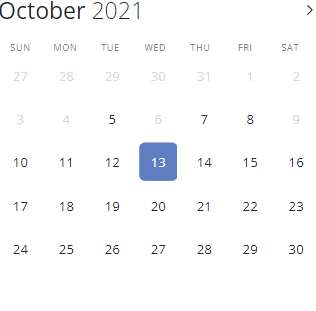 October 2021
SUN MON TUE WED THU FRI SAT
27 28 29 30 31 1 2
3 4 5 6 7 8 9
10 11 12 13 14 15 16
17 18 19 20 21 22 23
24 25 26 27 28 29 30